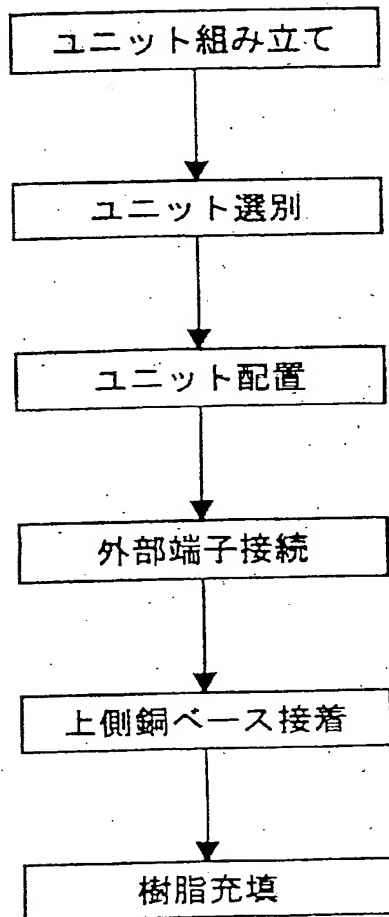 ユニット組み立て
ユニット選別
ユニット配置
外部端子接続
上側銅ベース接着
樹脂充填